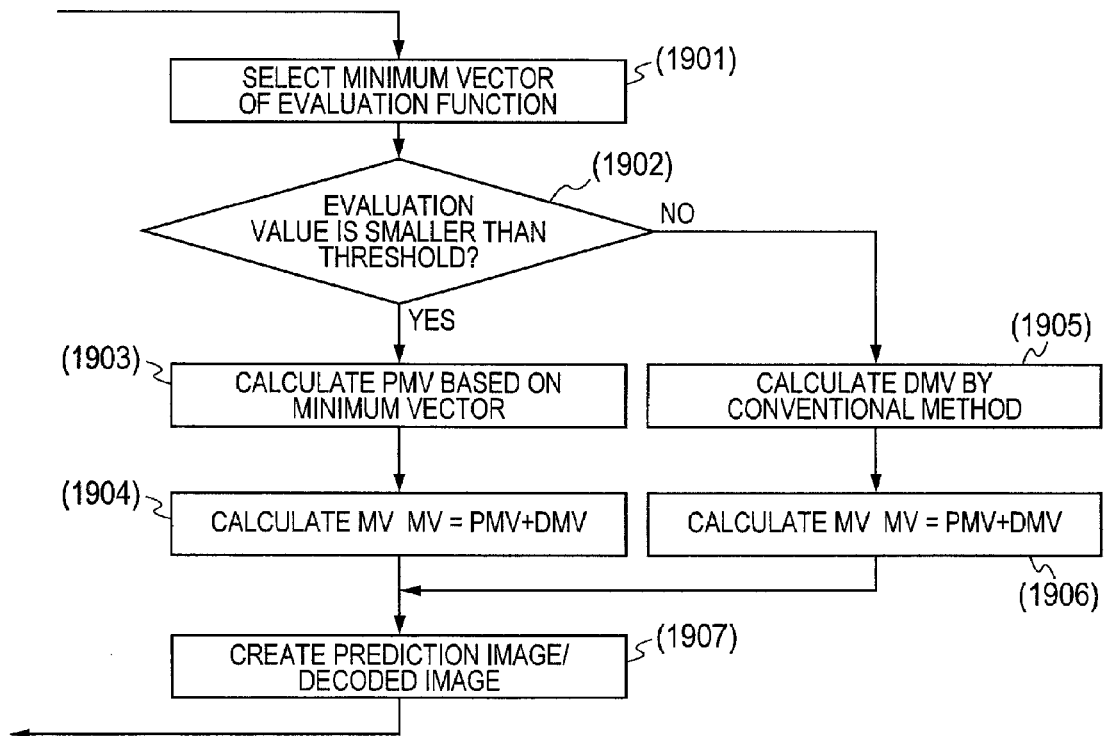 (1901)
SELECT MINIMUM VECTOR
OF EVALUATION FUNCTION
(1902)
EVALUATION
VALUE IS SMALLER THAN
THRESHOLD?
NO
YES
(1903)
CALCULATE PMV BASED ON
MINIMUM VECTOR
(1905)
CALCULATE DMV BY
CONVENTIONAL METHOD
(1904)
CALCULATE MV MV = PMV+DMV
CALCULATE MV MV = PMV+DMV
(1906)
(1907)
CREATE PREDICTION IMAGE/
DECODED IMAGE